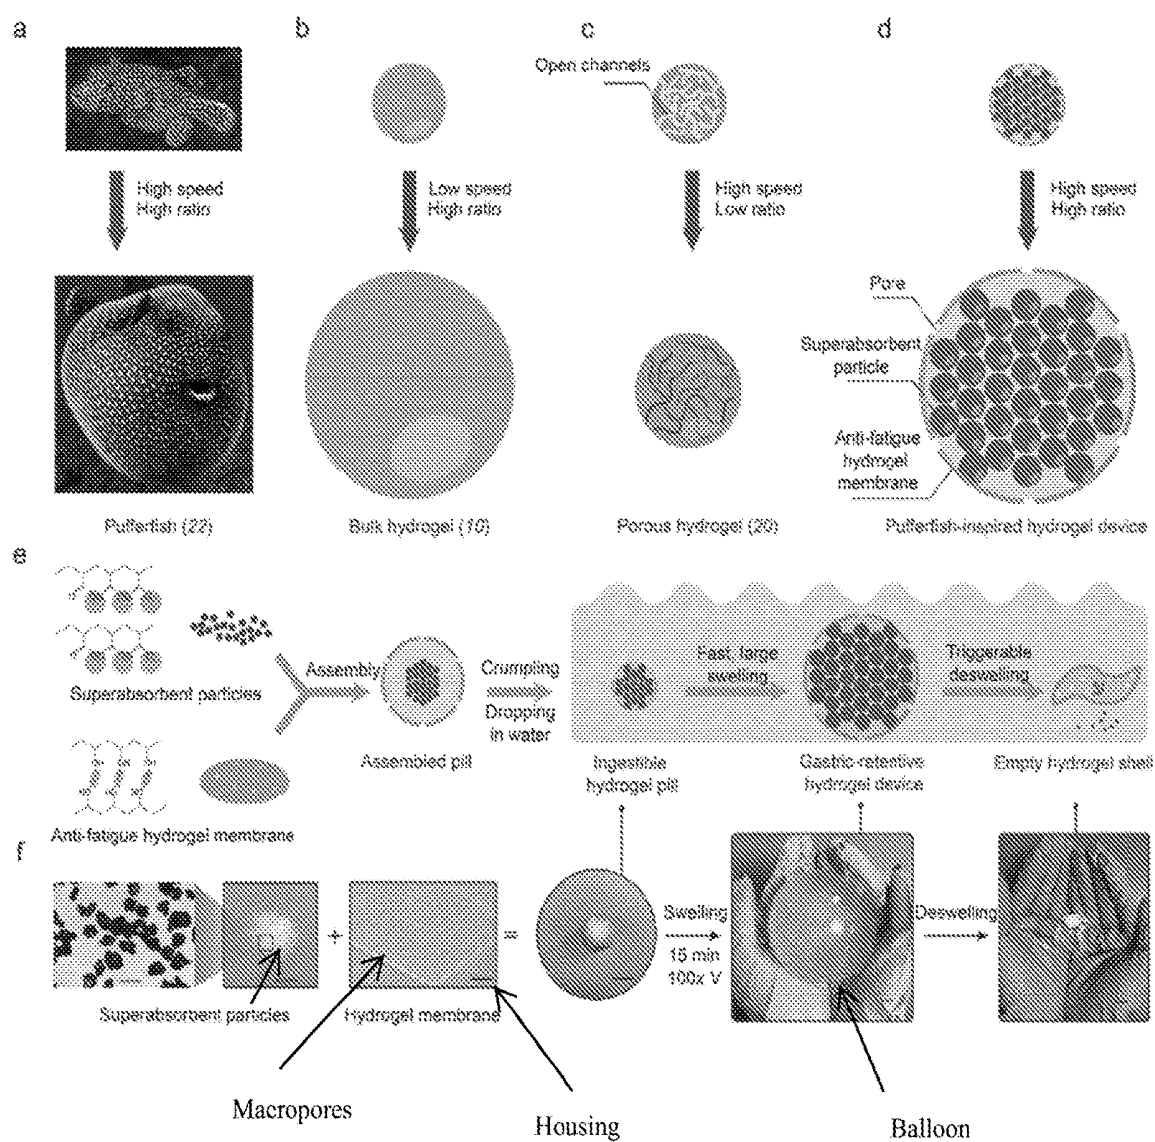 a
b
c
d
Open channels
High speed
High ratio
Low speed
High ratio
High speed
Low ratio
High speed
High ratio
Pore
Superabsorbent
particle
Anti-fatigue
hydrogel
membrane
Pufferfish (22)
Bulk hydrogel (10)
Porous hydrogel (20)
Pufferfish-inspired hydrogel device
e
Superabsorbent particles
Anti-fatigue hydrogel membrane
Assembly
Assembled pill
Crumpling
Dropping
in water
Fast, large
swelling
Triggerable
deswelling
Ingestible
hydrogel pill
Gastric-retentive
hydrogel device
Empty hydrogel shell
f
+
=
Swelling
15 min
100x V
Deswelling
Superabsorbent particles
Hydrogel membrane
Macropores
Housing
Balloon